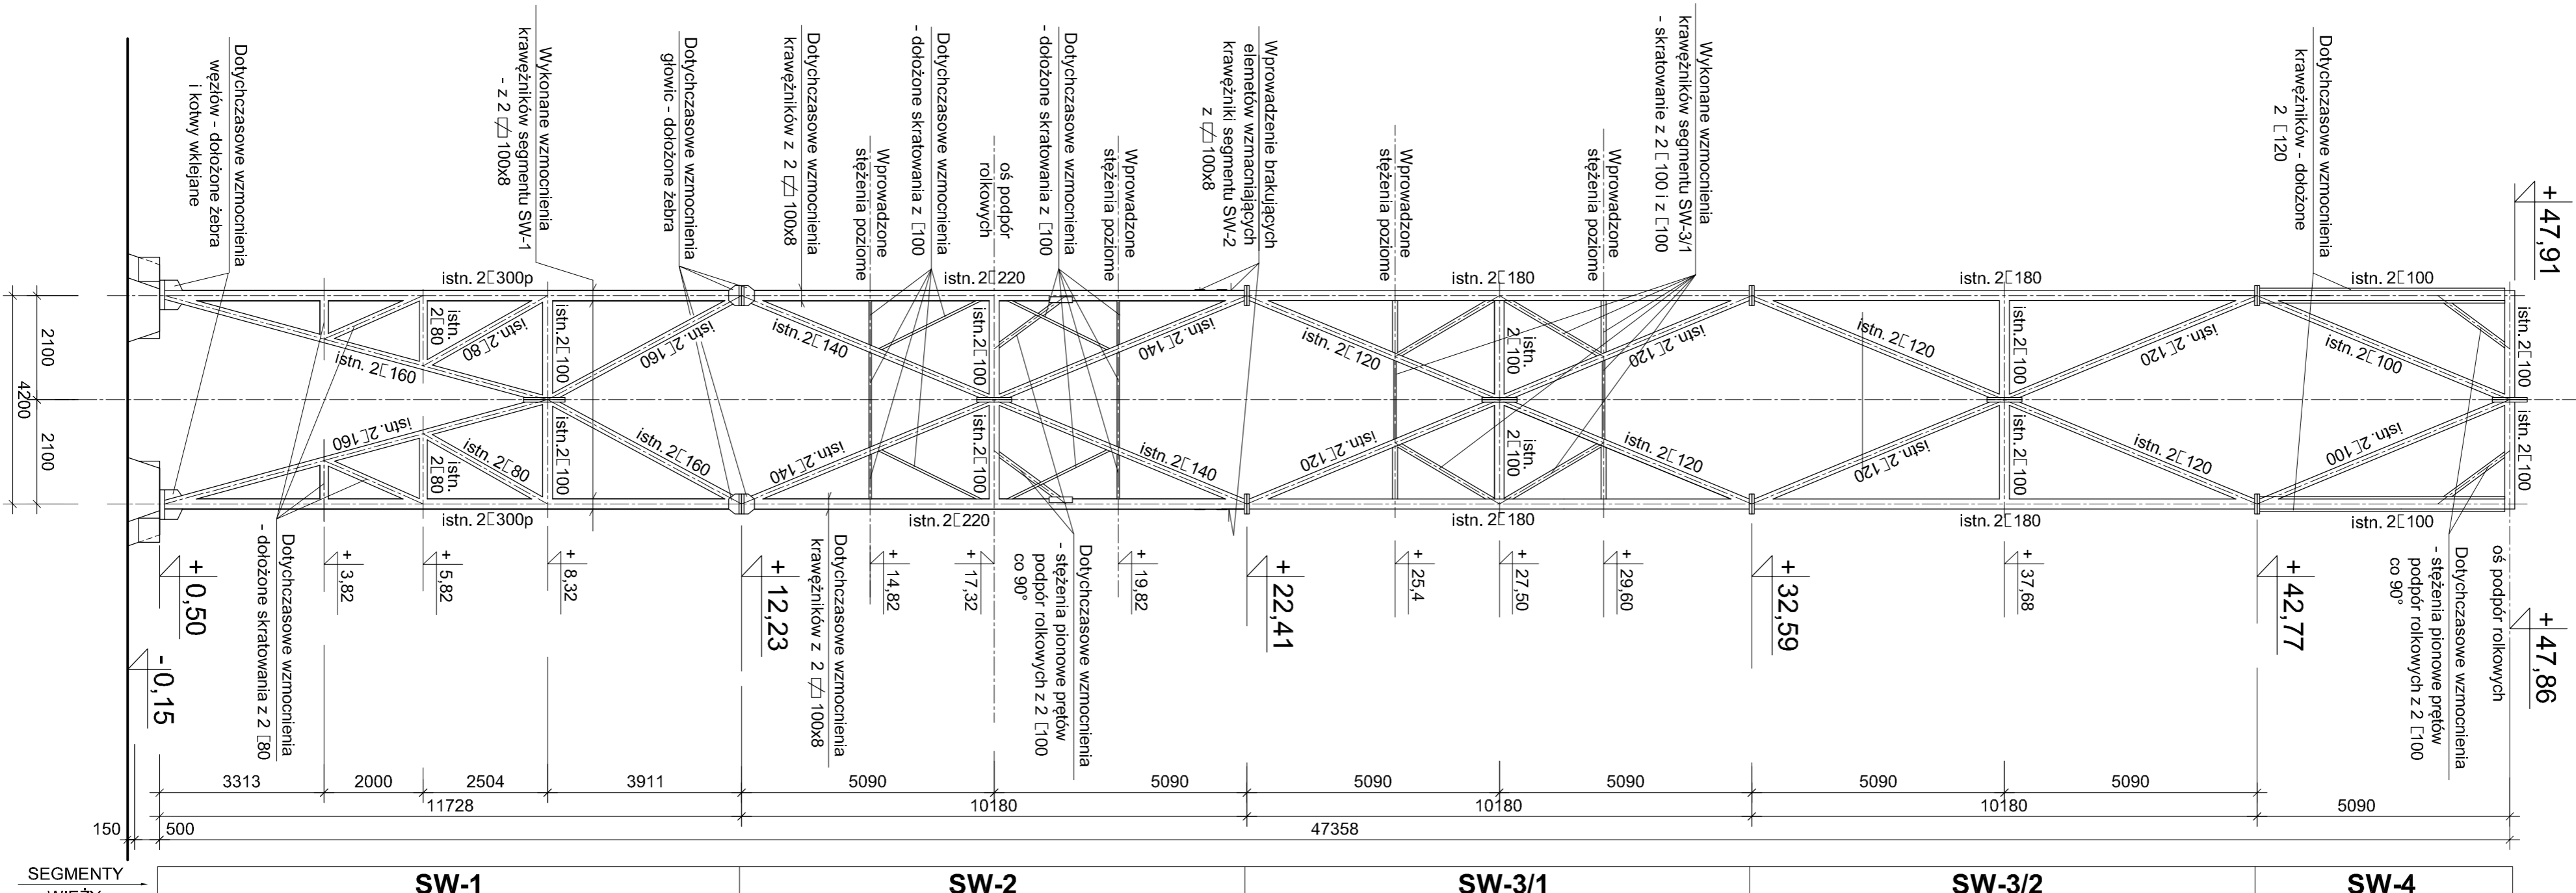 Dotychczasowe wzmocnienia
węzłów - dołożone żebra
i kotwy wklejane
Wykonane wzmocnienia
krawężników segmentu SW-1
- z 2 100x8
Dotychczasowe wzmocnienia
głowic - dołożone żebra
Dotychczasowe wzmocnienia
krawężników z 2 100x8
Wprowadzone
stężenia poziome
Dotychczasowe wzmocnienia
- dołożone skratowania z [100
oś podpór
rolkowych
Dotychczasowe wzmocnienia
- dołożone skratowania z [100
Wprowadzone
stężenia poziome
Wprowadzenie brakujących
elemetów wzmacniających
krawężniki segmentu SW-2
z 100x8
Wprowadzone
stężenia poziome
Wprowadzone
stężenia poziome
Wykonane wzmocnienia
krawężników segmentu SW-3/1
- skratowanie z 2 [100 i z [100
Dotychczasowe wzmocnienia
krawężników - dołożone
2 [120
+ 47,91
istn. 2[300p
istn. 2[220
istn. 2[180
istn. 2[180
istn. 2[100
istn. 2[160
istn. 2[80
istn. 2[80
istn.2[100
istn. 2[160
istn. 2[140
istn.2[100
istn. 2[140
istn. 2[120
istn. 2[100
istn. 2[120
istn. 2[120
istn. 2[100
istn. 2[120
istn. 2[100
istn. 2[100
istn. 2[160
istn. 2[80
istn. 2[80
istn.2[100
istn. 2[160
istn. 2[140
istn.2[100
istn. 2[140
istn. 2[120
istn. 2[100
istn. 2[120
istn. 2[120
istn. 2[100
istn. 2[120
istn. 2[100
istn. 2[100
istn. 2[300p
istn. 2[220
istn. 2[180
istn. 2[180
istn. 2[100
2100
2100
4200
+ 0,50
- 0,15
+ 3,82
+ 5,82
+ 8,32
+ 12,23
+ 14,82
+ 17,32
+ 19,82
+ 22,41
+ 25,4
+ 27,50
+ 29,60
+ 32,59
+ 37,68
+ 42,77
+ 47,86
Dotychczasowe wzmocnienia
- dołożone skratowania z 2 [80
Dotychczasowe wzmocnienia
krawężników z 2 100x8
Dotychczasowe wzmocnienia
- stężenia pionowe prętów
podpór rolkowych z 2 [100
co 90°
Dotychczasowe wzmocnienia
- stężenia pionowe prętów
podpór rolkowych z 2 [100
co 90°
oś podpór rolkowych
3313 2000 2504 3911 5090 5090 5090 5090 5090 5090
11728 10180 10180 10180 5090
150 500 47358
SEGMENTY
WIEŻY
SW-1 SW-2 SW-3/1 SW-3/2 SW-4